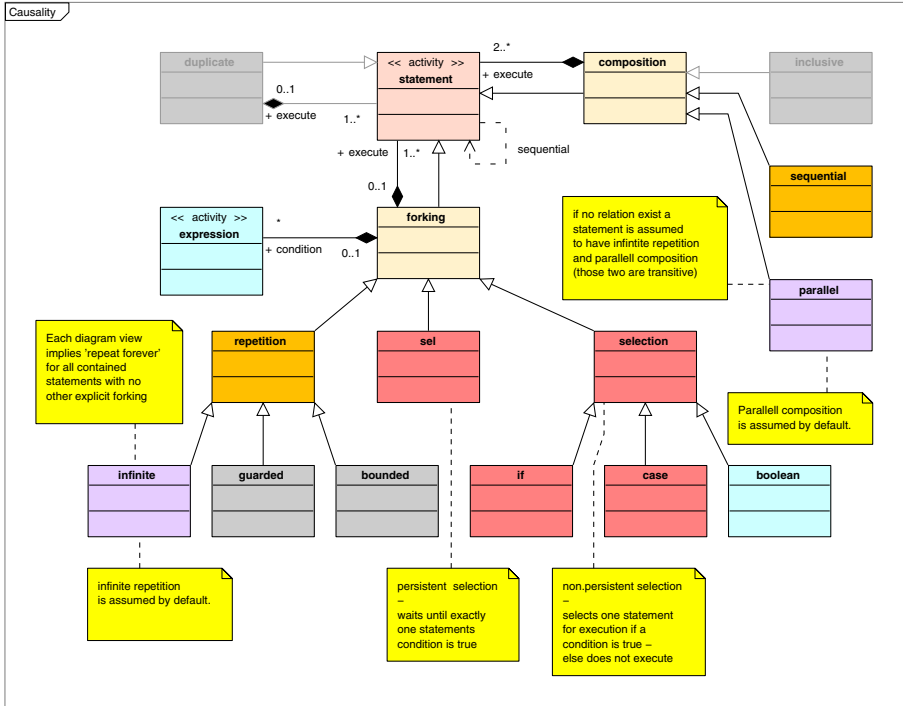 Causality
duplicate
<< activity >>
statement
2..*
+ execute
composition
inclusive
0..1
+ execute
1..*
+ execute
1..*
sequential
0..1
sequential
<< activity >>
expression
*
+ condition
0..1
forking
if no relation exist a
statement is assumed
to have infintite repetition
and parallell composition
(those two are transitive)
parallel
Each diagram view
implies 'repeat forever'
for all contained
statements with no
other explicit forking
repetition
sel
selection
Parallell composition
is assumed by default.
infinite
guarded
bounded
if
case
boolean
infinite repetition
is assumed by default.
persistent selection
–
waits until exactly
one statements
condition is true
non.persistent selection
–
selects one statement
for execution if a
condition is true –
else does not execute